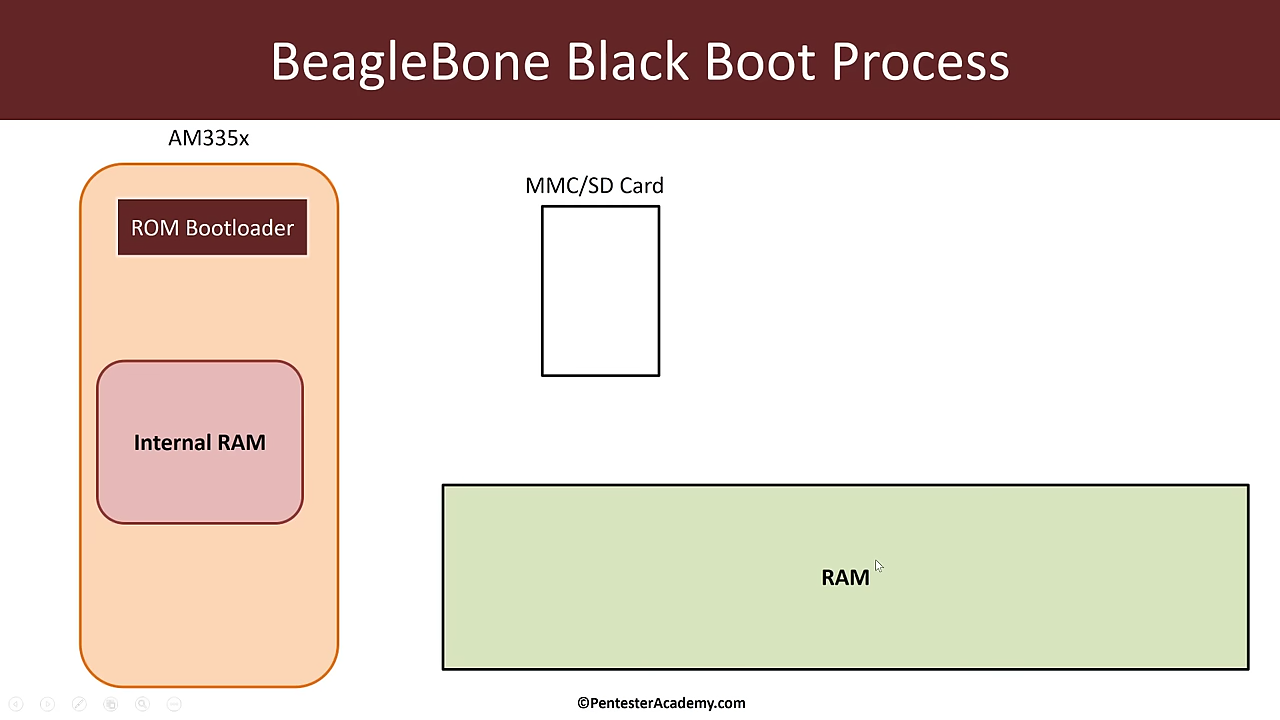 BeagleBone Black Boot Process
AM335x
MMC/SD Card
ROM Bootloader
Internal RAM
RAM
©PentesterAcademy.com